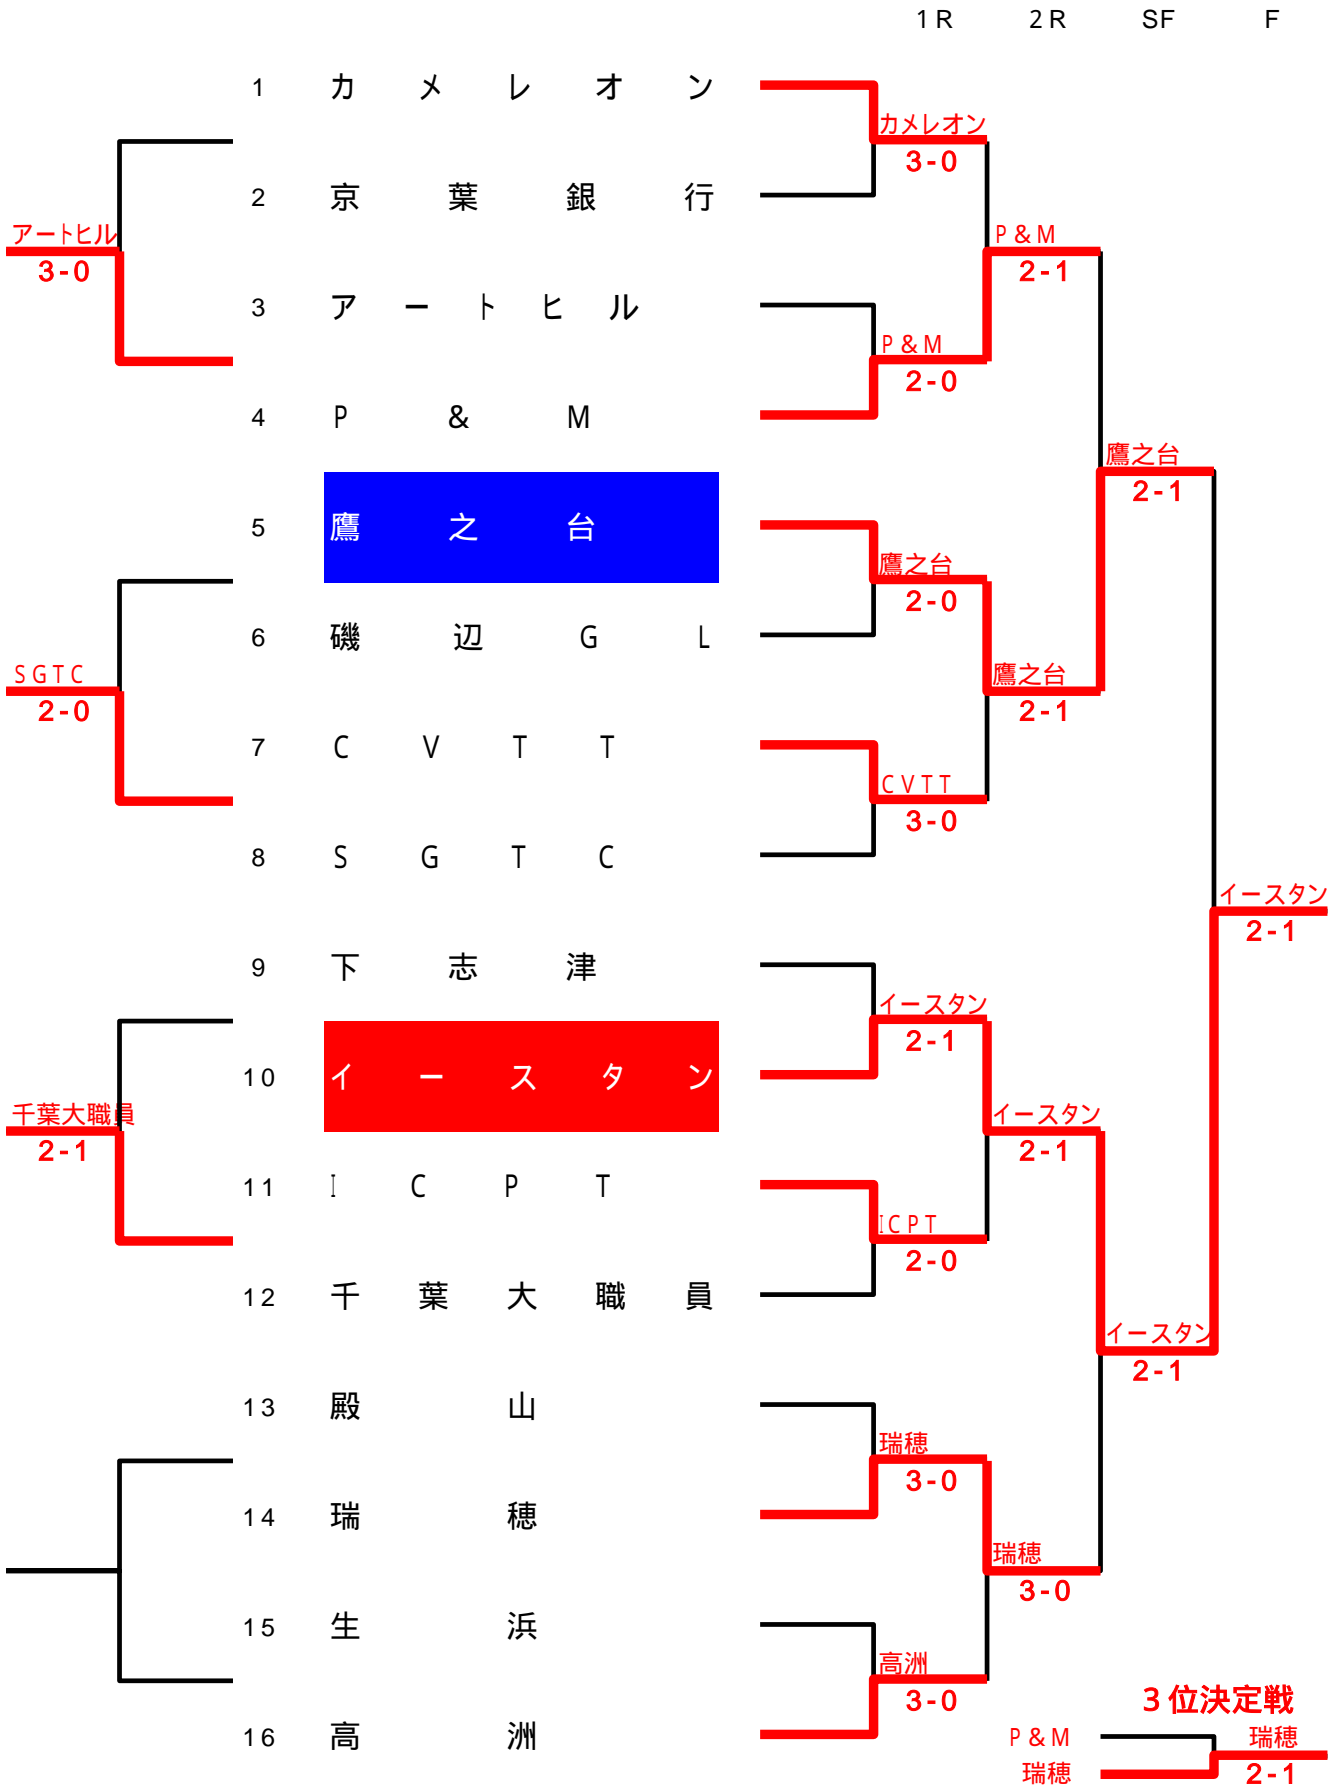 1R 2R SF F
1 カメレオン
カメレオン
3-0
2 京葉銀行
アートヒル
3-0
P&M
2-1
3 アートヒル
P&M
2-0
4 P&M
鷹之台
2-1
5 鷹之台
鷹之台
2-0
6 磯辺GL
SGTC
2-0
鷹之台
2-1
7 CVTT
CVTT
3-0
8 SGTC
イースタン
2-1
9 下志津
イースタン
2-1
10 イースタン
千葉大職員
2-1
イースタン
2-1
11 ICPT
ICPT
2-0
12 千葉大職員
イースタン
2-1
13 殿山
瑞穂
3-0
14 瑞穂
瑞穂
3-0
15 生浜
高洲
3-0
16 高洲
3位決定戦
P&M 瑞穂
瑞穂 2-1